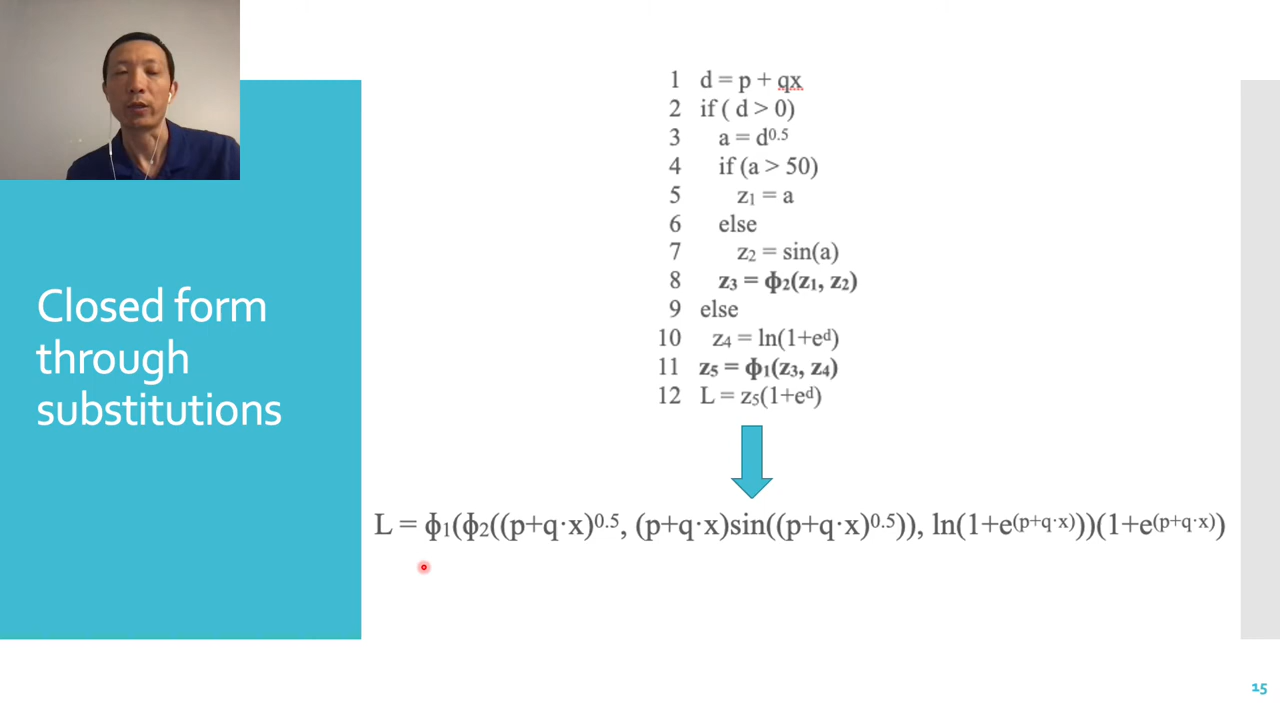 Closed form
through
substitutions
1 d = p + qx
2 if ( d > 0)
3 a = d⁰·⁵
4 if (a > 50)
5 z₁ = a
6 else
7 z₂ = sin(a)
8 z₃ = ϕ₂(z₁, z₂)
9 else
10 z₄ = ln(1+eᵈ)
11 z₅ = ϕ₁(z₃, z₄)
12 L = z₅(1+eᵈ)
L = ϕ₁(ϕ₂((p+q·x)⁰·⁵, (p+q·x)sin((p+q·x)⁰·⁵)), ln(1+e⁽ᵖ⁺q·ˣ⁾))(1+e⁽ᵖ⁺q·ˣ⁾)
15